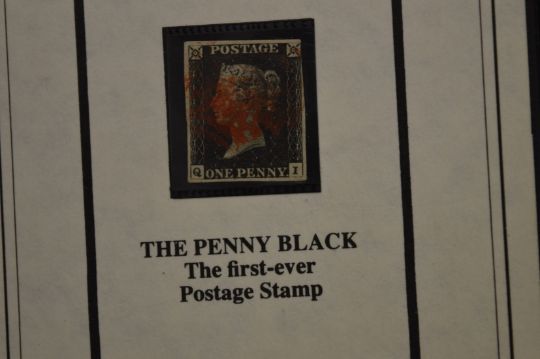 POSTAGE
Q ONE PENNY I
THE PENNY BLACK
The first-ever
Postage Stamp